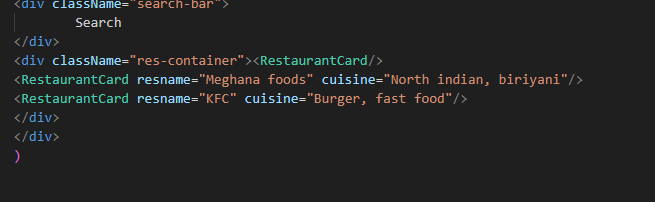 <div className="search-bar">
Search
</div>
<div className="res-container"><RestaurantCard/>
<RestaurantCard resname="Meghana foods" cuisine="North indian, biriyani"/>
<RestaurantCard resname="KFC" cuisine="Burger, fast food"/>
</div>
</div>
)